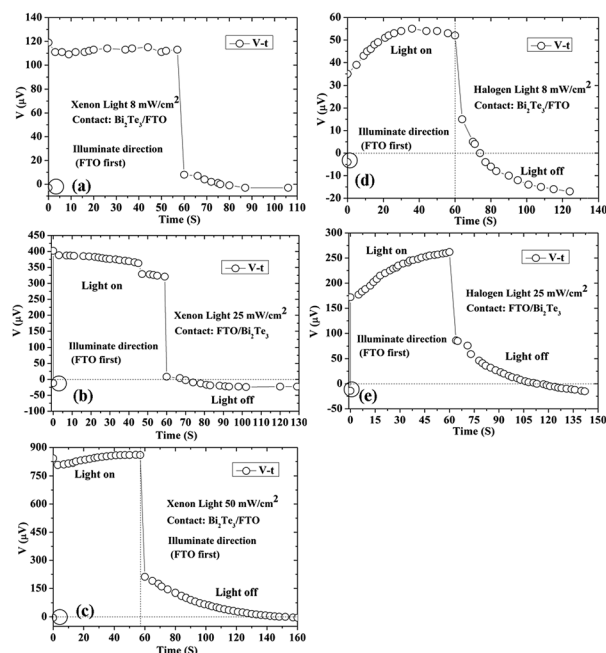 140
120
100
80
60
40
20
0
V (μV)
V-t
Xenon Light 8 mW/cm²
Contact: Bi₂Te₃/FTO
Illuminate direction
(FTO first)
(a)
0 10 20 30 40 50 60 70 80 90 100 110
Time (S)
450
400
350
300
250
200
150
100
50
0
-50
-100
V (μV)
V-t
Light on
Xenon Light 25 mW/cm²
Contact: FTO/Bi₂Te₃
Illuminate direction
(FTO first)
(b)
Light off
0 10 20 30 40 50 60 70 80 90 100 110 120 130
Time (S)
900
750
600
450
300
150
0
V (μV)
Light on
V-t
Xenon Light 50 mW/cm²
Contact: Bi₂Te₃/FTO
Illuminate direction
(FTO first)
Light off
(c)
0 20 40 60 80 100 120 140 160
Time (S)
60
50
40
30
20
10
0
-10
-20
V (μV)
Light on
V-t
Halogen Light 8 mW/cm²
Contact: Bi₂Te₃/FTO
Illuminate direction
(FTO first)
(d)
Light off
0 20 40 60 80 100 120 140
Time (S)
300
250
200
150
100
50
0
-50
V (μV)
Light on
V-t
Halogen Light 25 mW/cm²
Contact: FTO/Bi₂Te₃
Illuminate direction
(FTO first)
Light off
(e)
0 15 30 45 60 75 90 105 120 135 150
Time (S)